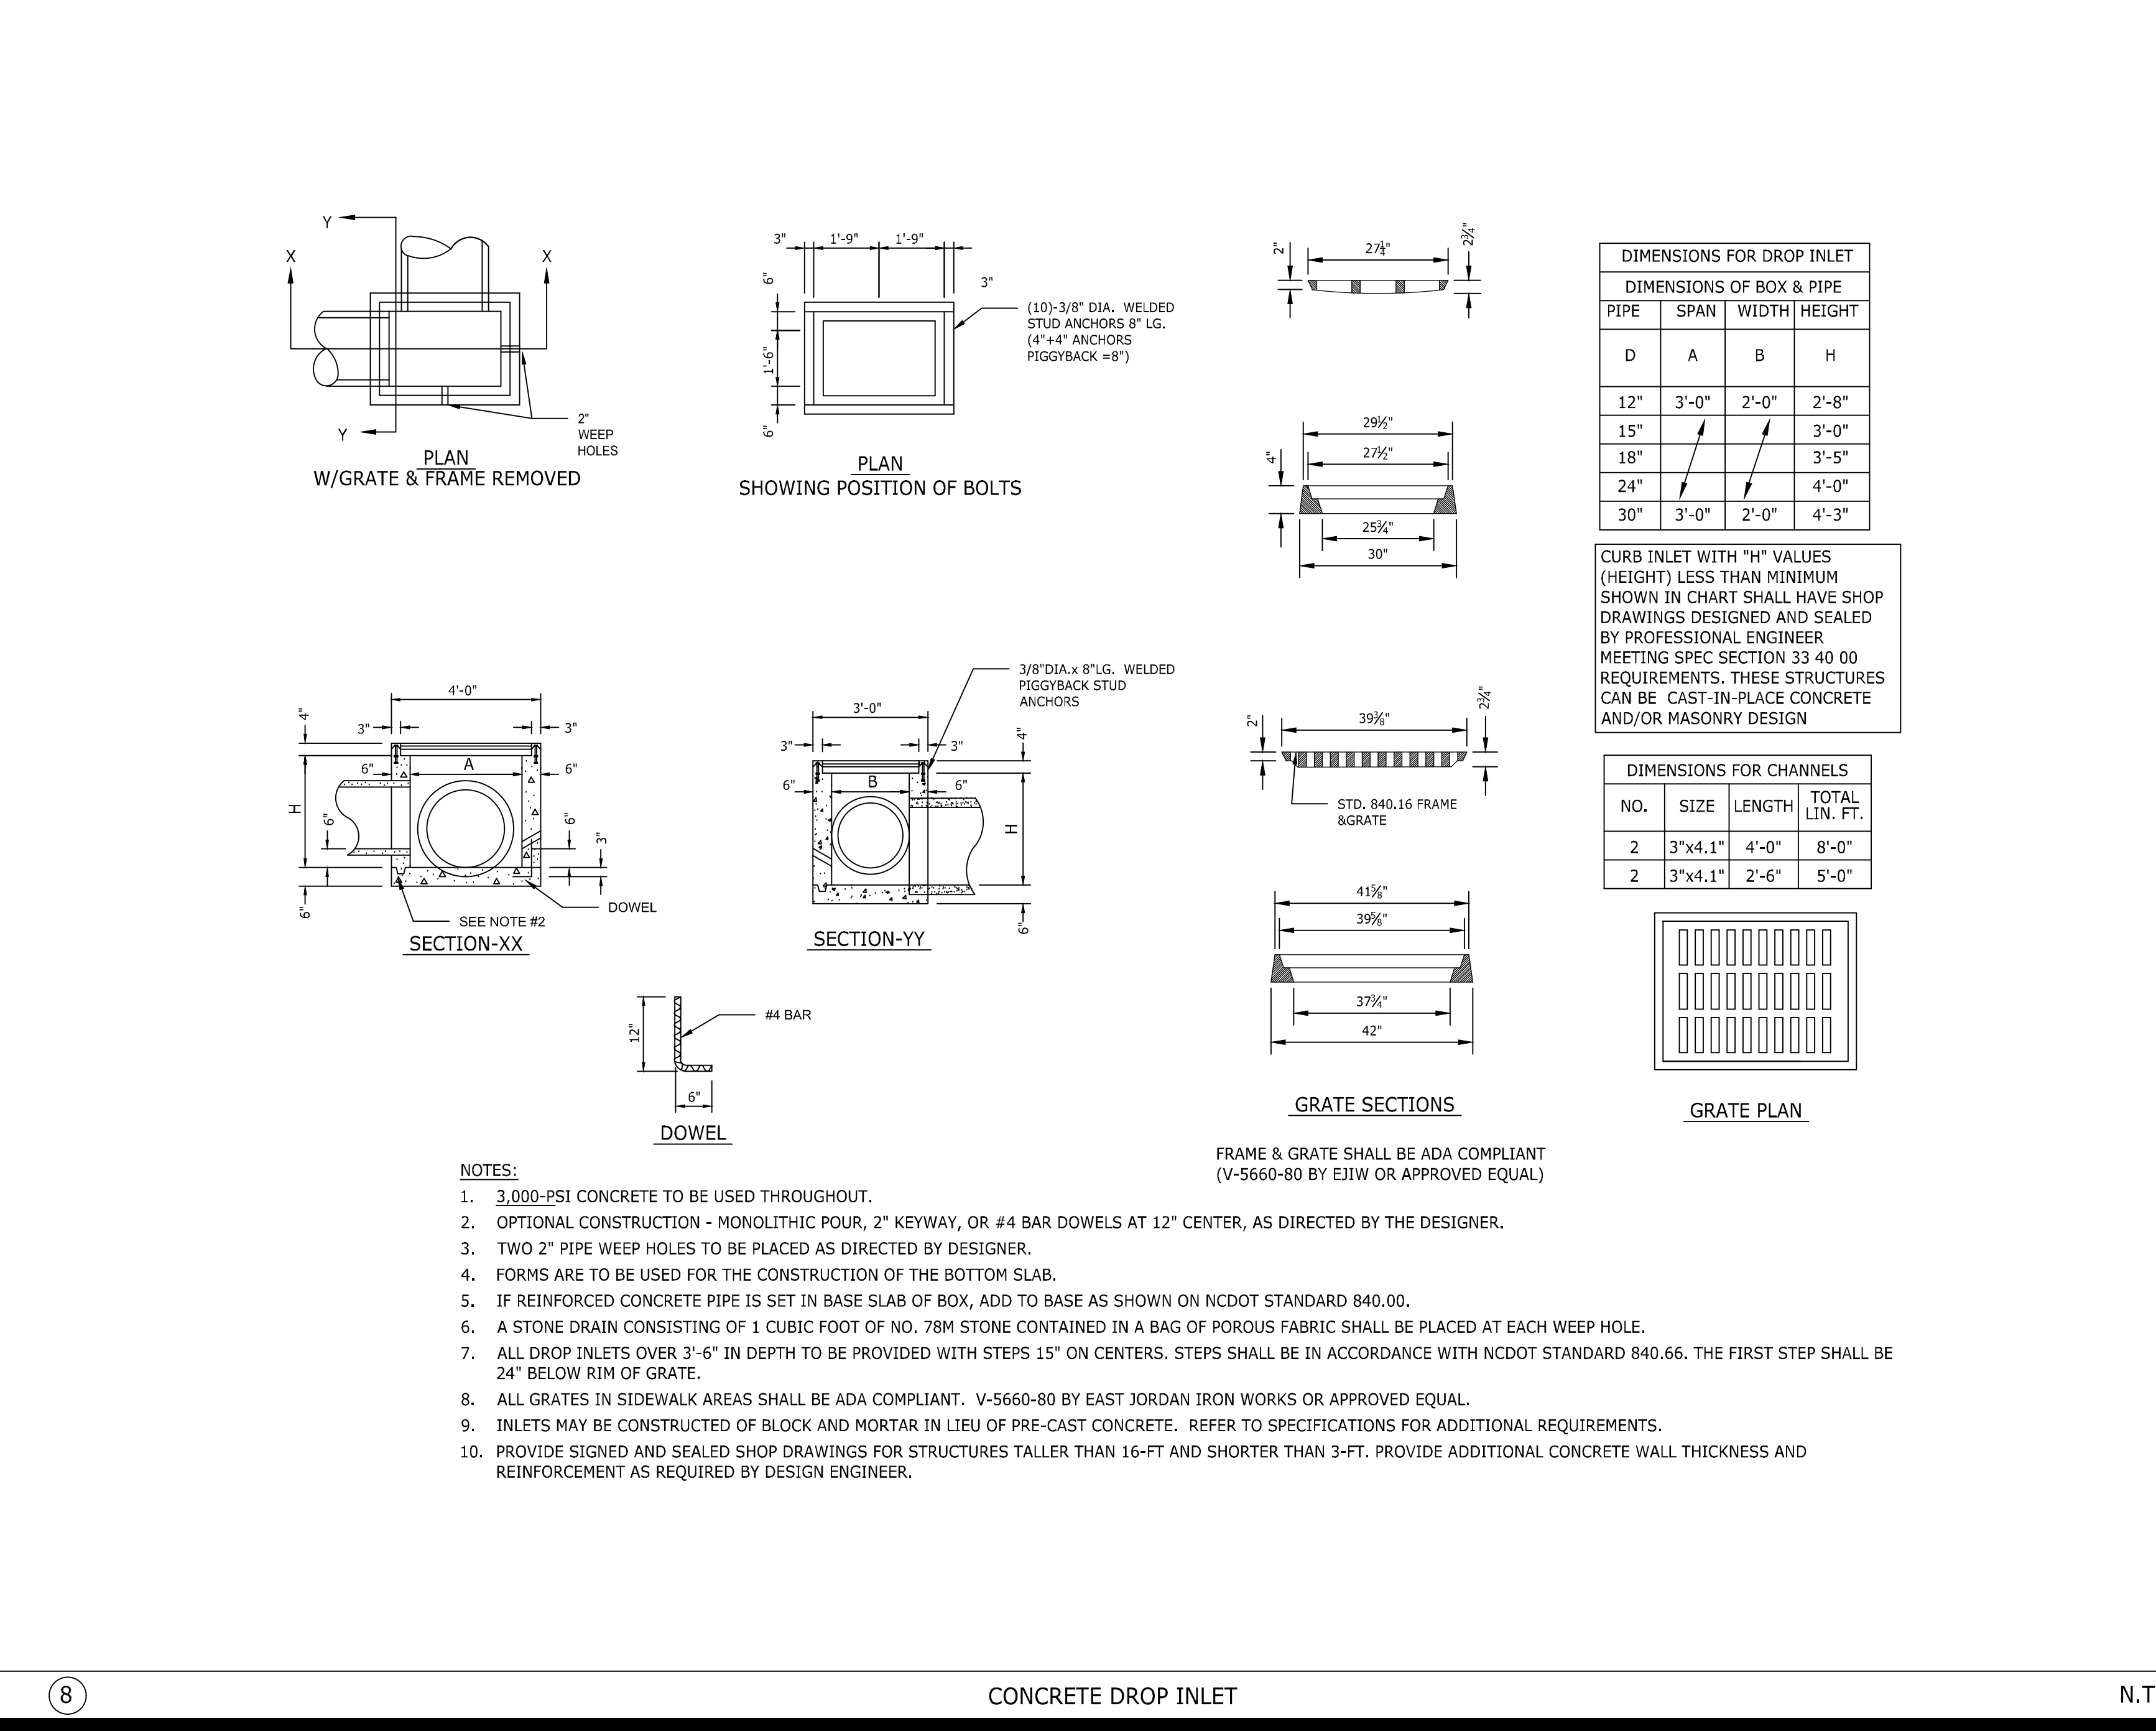 Y
X
X
Y
2"
WEEP
HOLES
PLAN
W/GRATE & FRAME REMOVED
3"
1'-9"
1'-9"
3"
6"
1'-6"
6"
(10)-3/8" DIA. WELDED
STUD ANCHORS 8" LG.
(4"+4" ANCHORS
PIGGYBACK =8")
PLAN
SHOWING POSITION OF BOLTS
2"
27¼"
2¾"
29½"
27½"
4"
25¾"
30"
DIMENSIONS FOR DROP INLET
DIMENSIONS OF BOX & PIPE
PIPE SPAN WIDTH HEIGHT
D A B H
12" 3'-0" 2'-0" 2'-8"
15" 3'-0"
18" 3'-5"
24" 4'-0"
30" 3'-0" 2'-0" 4'-3"
CURB INLET WITH "H" VALUES
(HEIGHT) LESS THAN MINIMUM
SHOWN IN CHART SHALL HAVE SHOP
DRAWINGS DESIGNED AND SEALED
BY PROFESSIONAL ENGINEER
MEETING SPEC SECTION 33 40 00
REQUIREMENTS. THESE STRUCTURES
CAN BE CAST-IN-PLACE CONCRETE
AND/OR MASONRY DESIGN
4'-0"
4"
3"
3"
6"
A
6"
H
6"
6"
3"
6"
DOWEL
SEE NOTE #2
SECTION-XX
3/8"DIA.x 8"LG. WELDED
PIGGYBACK STUD
ANCHORS
3'-0"
4"
3"
3"
6"
B
6"
H
6"
SECTION-YY
2"
39⅜"
2¾"
STD. 840.16 FRAME
&GRATE
41⅝"
39⅝"
37¾"
42"
GRATE SECTIONS
DIMENSIONS FOR CHANNELS
NO. SIZE LENGTH TOTAL
LIN. FT.
2 3"x4.1" 4'-0" 8'-0"
2 3"x4.1" 2'-6" 5'-0"
GRATE PLAN
12"
#4 BAR
6"
DOWEL
FRAME & GRATE SHALL BE ADA COMPLIANT
(V-5660-80 BY EJIW OR APPROVED EQUAL)
NOTES:
1. 3,000-PSI CONCRETE TO BE USED THROUGHOUT.
2. OPTIONAL CONSTRUCTION - MONOLITHIC POUR, 2" KEYWAY, OR #4 BAR DOWELS AT 12" CENTER, AS DIRECTED BY THE DESIGNER.
3. TWO 2" PIPE WEEP HOLES TO BE PLACED AS DIRECTED BY DESIGNER.
4. FORMS ARE TO BE USED FOR THE CONSTRUCTION OF THE BOTTOM SLAB.
5. IF REINFORCED CONCRETE PIPE IS SET IN BASE SLAB OF BOX, ADD TO BASE AS SHOWN ON NCDOT STANDARD 840.00.
6. A STONE DRAIN CONSISTING OF 1 CUBIC FOOT OF NO. 78M STONE CONTAINED IN A BAG OF POROUS FABRIC SHALL BE PLACED AT EACH WEEP HOLE.
7. ALL DROP INLETS OVER 3'-6" IN DEPTH TO BE PROVIDED WITH STEPS 15" ON CENTERS. STEPS SHALL BE IN ACCORDANCE WITH NCDOT STANDARD 840.66. THE FIRST STEP SHALL BE
24" BELOW RIM OF GRATE.
8. ALL GRATES IN SIDEWALK AREAS SHALL BE ADA COMPLIANT. V-5660-80 BY EAST JORDAN IRON WORKS OR APPROVED EQUAL.
9. INLETS MAY BE CONSTRUCTED OF BLOCK AND MORTAR IN LIEU OF PRE-CAST CONCRETE. REFER TO SPECIFICATIONS FOR ADDITIONAL REQUIREMENTS.
10. PROVIDE SIGNED AND SEALED SHOP DRAWINGS FOR STRUCTURES TALLER THAN 16-FT AND SHORTER THAN 3-FT. PROVIDE ADDITIONAL CONCRETE WALL THICKNESS AND
REINFORCEMENT AS REQUIRED BY DESIGN ENGINEER.
8
CONCRETE DROP INLET
N.T